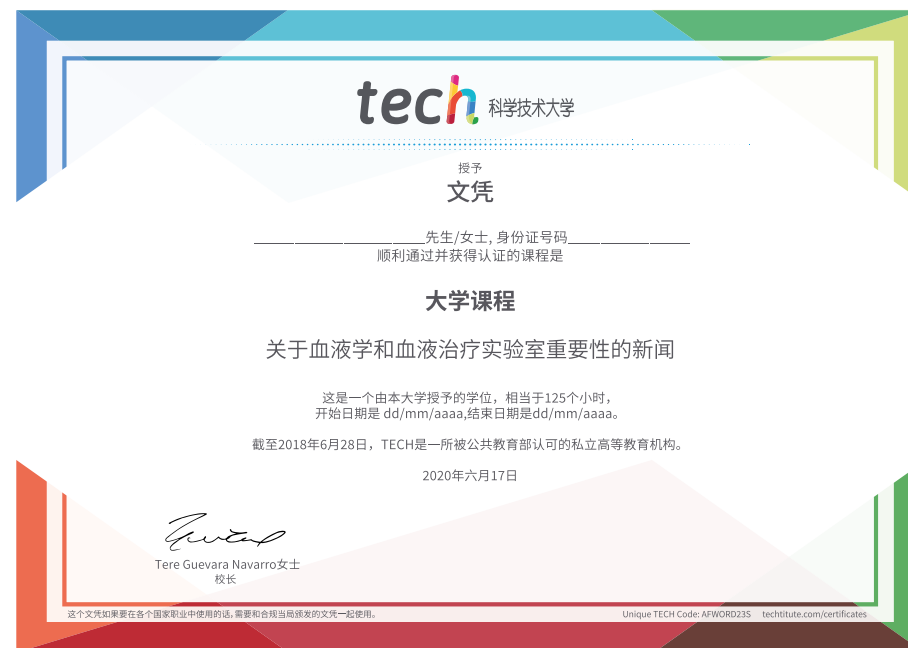 tech 科学技术大学
授予
文凭
先生/女士, 身份证号码
顺利通过并获得认证的课程是
大学课程
关于血液学和血液治疗实验室重要性的新闻
这是一个由本大学授予的学位，相当于125个小时，
开始日期是 dd/mm/aaaa,结束日期是dd/mm/aaaa。
截至2018年6月28日，TECH是一所被公共教育部认可的私立高等教育机构。
2020年六月17日
Tere Guevara Navarro女士
校长
这个文凭如果要在各个国家职业中使用的话,需要和合规当局颁发的文凭一起使用。
Unique TECH Code: AFWORD23S techtitute.com/certificates